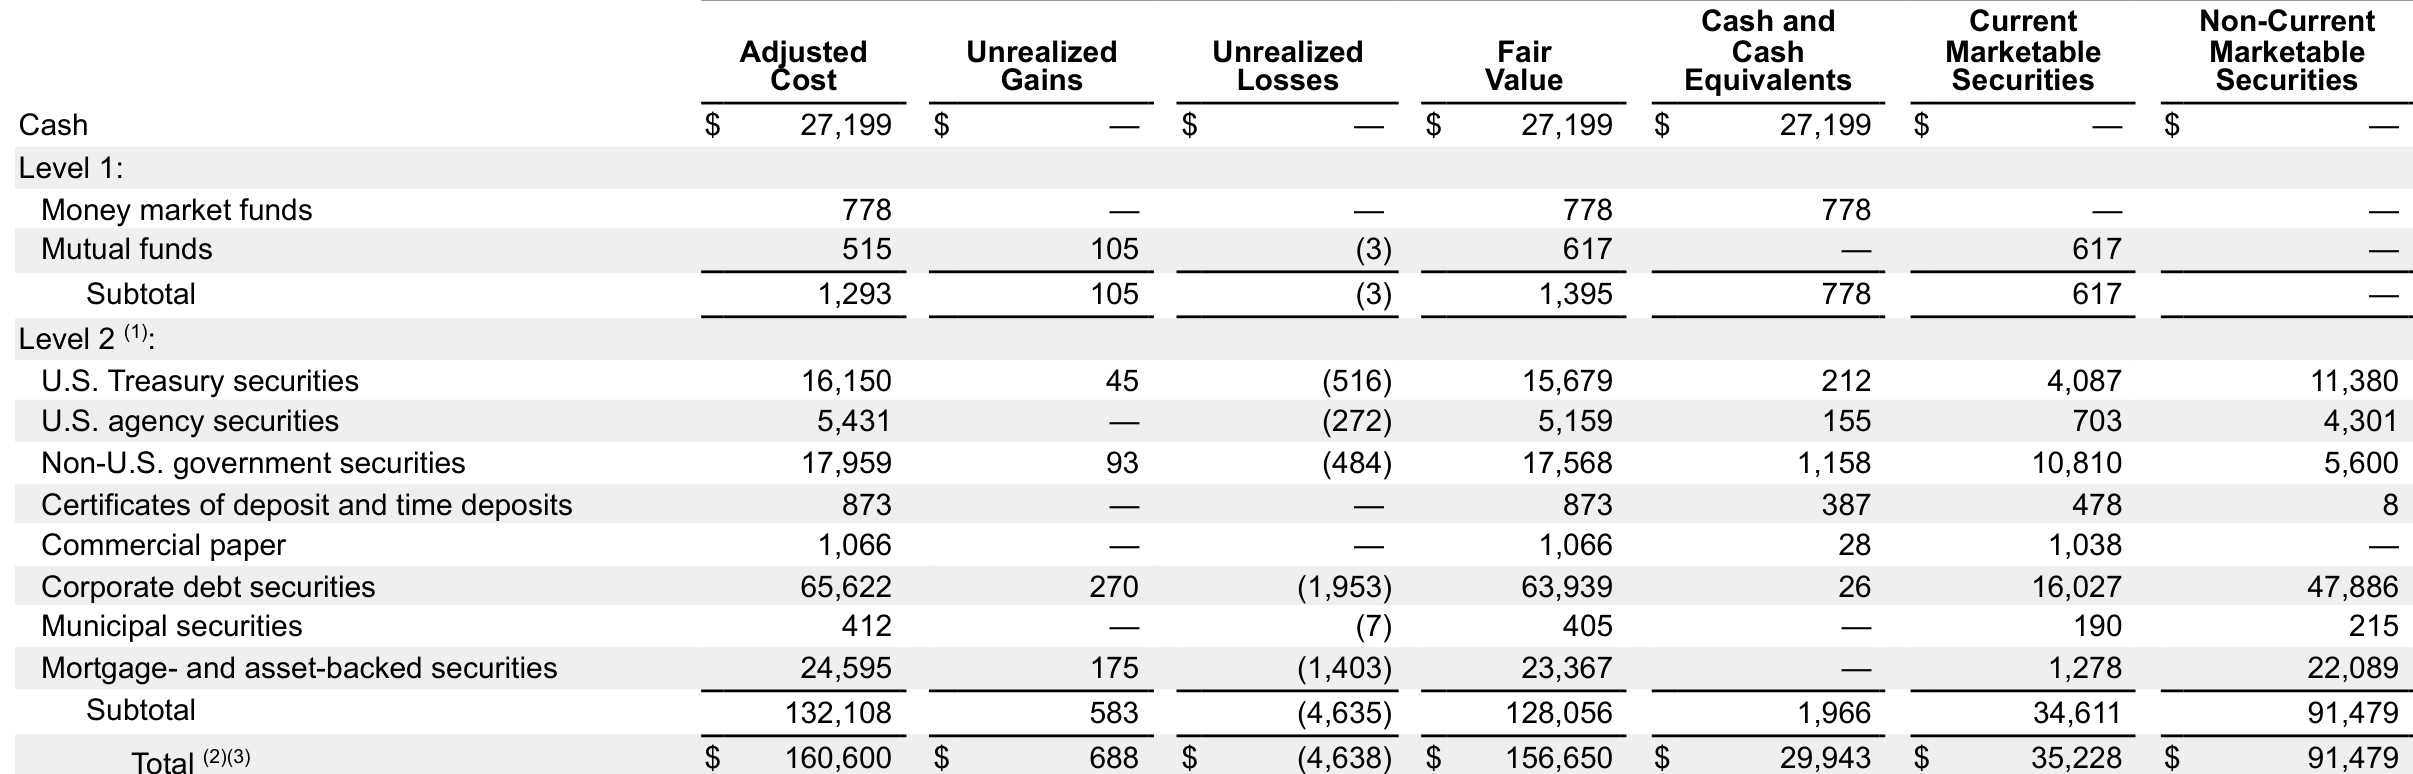 Adjusted Cost Unrealized Gains Unrealized Losses Fair Value Cash and Cash Equivalents Current Marketable Securities Non-Current Marketable Securities
Cash $ 27,199 $ — $ — $ 27,199 $ 27,199 $ — $ —
Level 1:
Money market funds 778 — — 778 778 — —
Mutual funds 515 105 (3) 617 — 617 —
Subtotal 1,293 105 (3) 1,395 778 617 —
Level 2 (1):
U.S. Treasury securities 16,150 45 (516) 15,679 212 4,087 11,380
U.S. agency securities 5,431 — (272) 5,159 155 703 4,301
Non-U.S. government securities 17,959 93 (484) 17,568 1,158 10,810 5,600
Certificates of deposit and time deposits 873 — — 873 387 478 8
Commercial paper 1,066 — — 1,066 28 1,038 —
Corporate debt securities 65,622 270 (1,953) 63,939 26 16,027 47,886
Municipal securities 412 — (7) 405 — 190 215
Mortgage- and asset-backed securities 24,595 175 (1,403) 23,367 — 1,278 22,089
Subtotal 132,108 583 (4,635) 128,056 1,966 34,611 91,479
Total (2)(3) $ 160,600 $ 688 $ (4,638) $ 156,650 $ 29,943 $ 35,228 $ 91,479